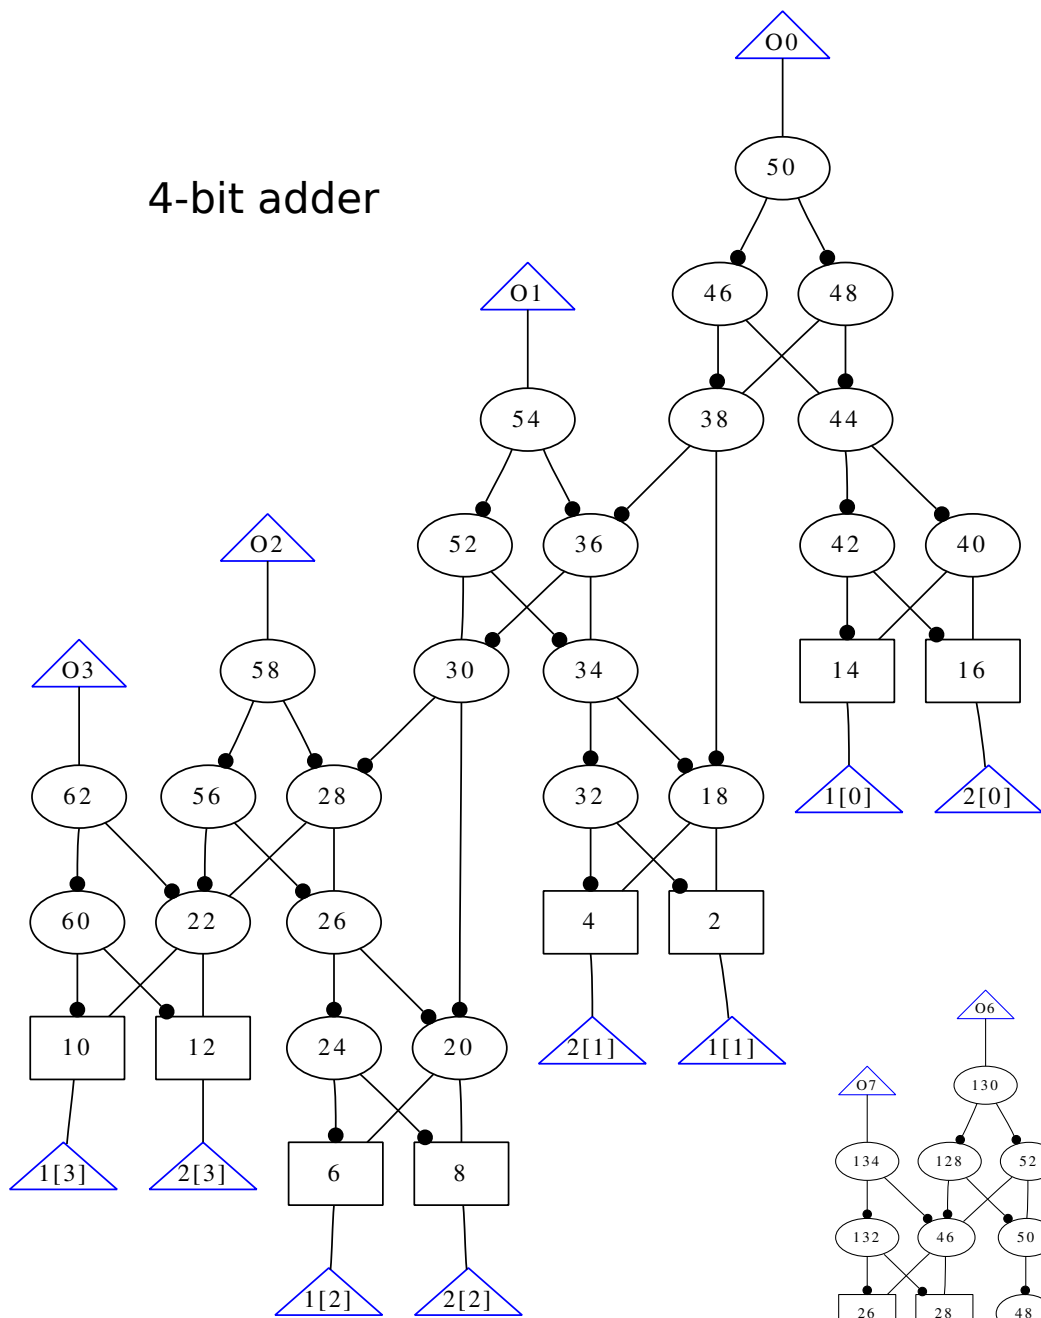 O0
50
4-bit adder
46 48
O1
54 38 44
O2 52 36 42 40
O3 58 30 34 14 16
62 56 28 32 18 1[0] 2[0]
60 22 26 4 2
O6
10 12 24 20 2[1] 1[1]
O7 130
1[3] 2[3] 6 8 134 128 52
132 46 50
1[2] 2[2] 26 28 48